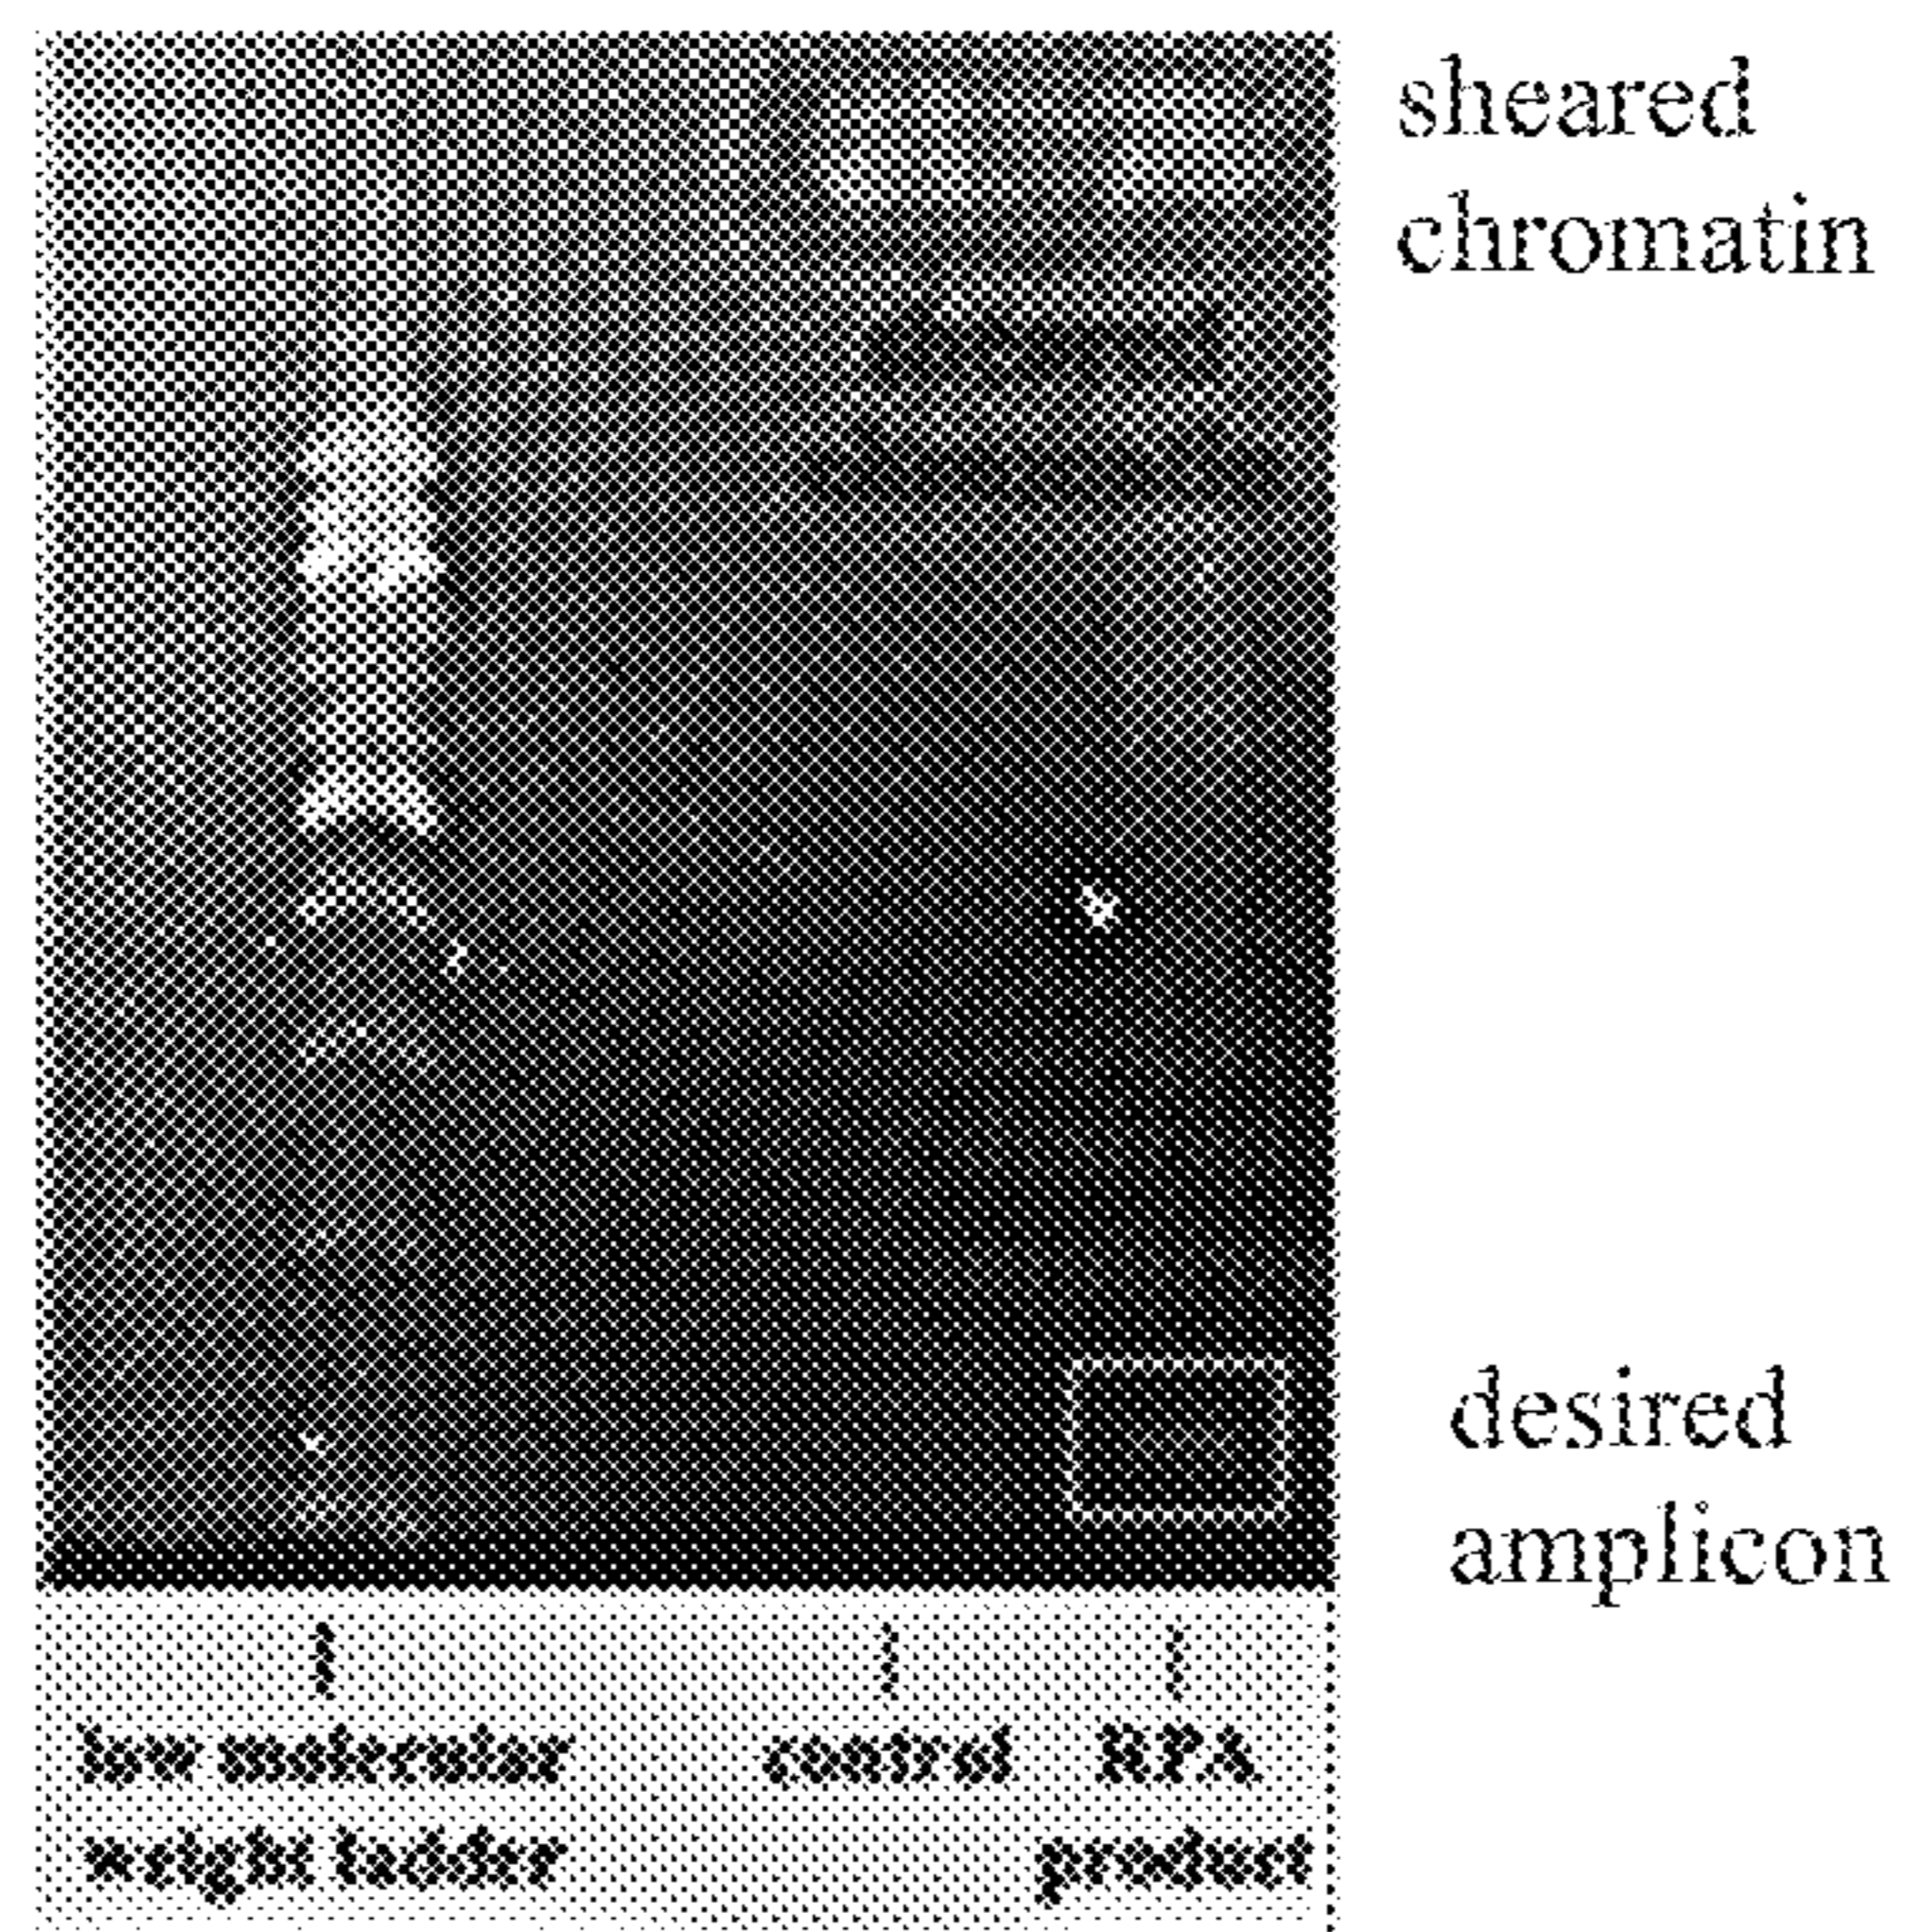 sheared
chromatin
desired
amplicon
low molecular control RPA
weight ladder product